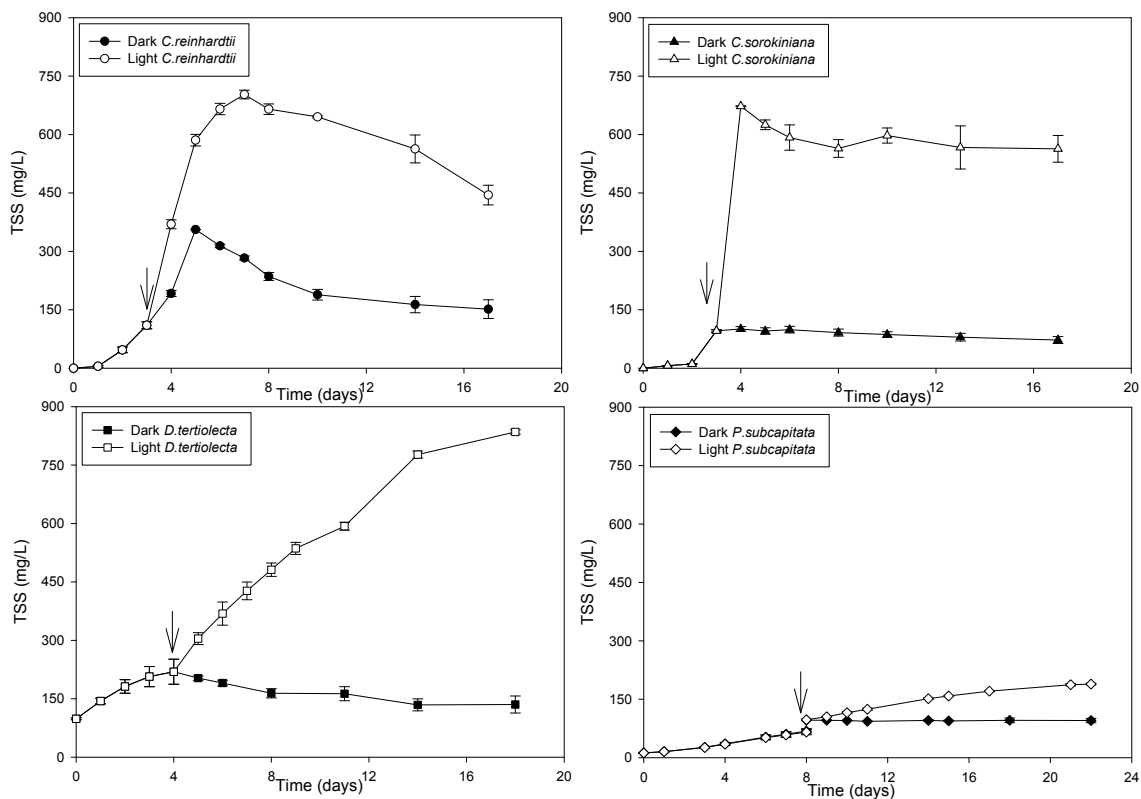 900
750
600
450
300
150
0
TSS (mg/L)
Dark C.reinhardtii
Light C.reinhardtii
0 4 8 12 16 20
Time (days)
900
750
600
450
300
150
0
TSS (mg/L)
Dark C.sorokiniana
Light C.sorokiniana
0 4 8 12 16 20
Time (days)
900
750
600
450
300
150
0
TSS (mg/L)
Dark D.tertiolecta
Light D.tertiolecta
0 4 8 12 16 20
Time (days)
900
750
600
450
300
150
0
TSS (mg/L)
Dark P.subcapitata
Light P.subcapitata
0 4 8 12 16 20 24
Time (days)